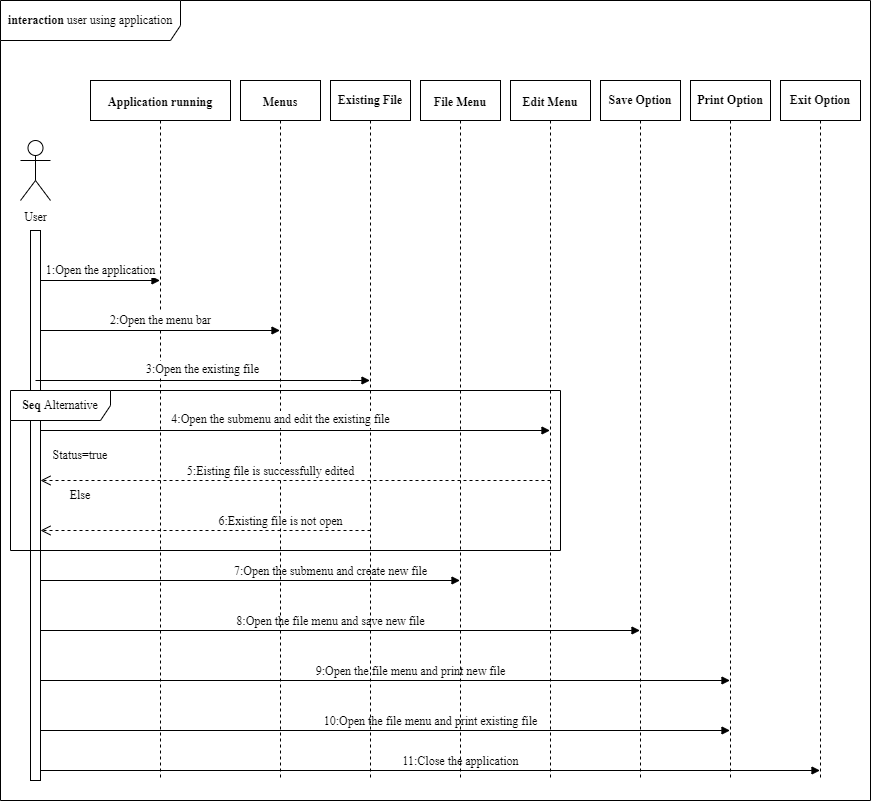 interaction user using application
Application running
Menus
Existing File
File Menu
Edit Menu
Save Option
Print Option
Exit Option
User
1:Open the application
2:Open the menu bar
3:Open the existing file
Seq Alternative
4:Open the submenu and edit the existing file
Status=true
5:Eisting file is successfully edited
Else
6:Existing file is not open
7:Open the submenu and create new file
8:Open the file menu and save new file
9:Open the file menu and print new file
10:Open the file menu and print existing file
11:Close the application